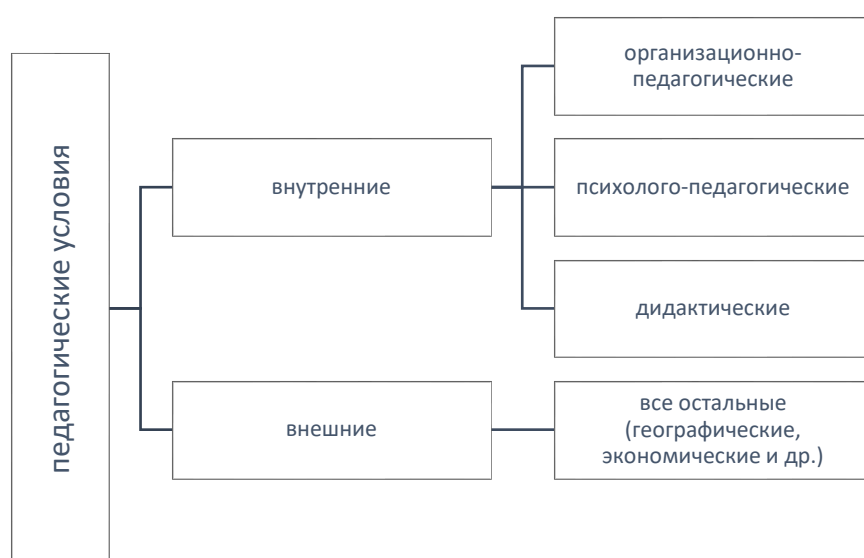 педагогические условия
внутренние
внешние
организационно-
педагогические
психолого-педагогические
дидактические
все остальные
(географические,
экономические и др.)